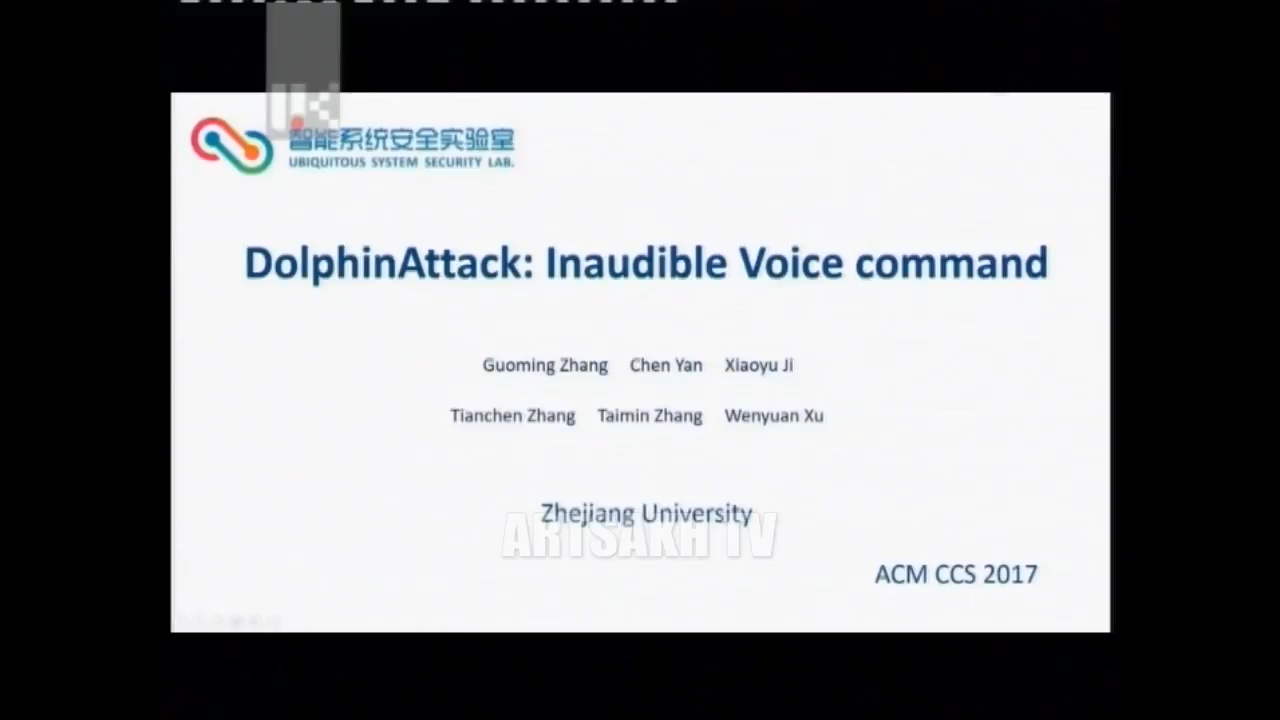 智能系统安全实验室
UBIQUITOUS SYSTEM SECURITY LAB.
DolphinAttack: Inaudible Voice command
Guoming Zhang Chen Yan Xiaoyu Ji
Tianchen Zhang Taimin Zhang Wenyuan Xu
Zhejiang University
ARTSAKH TV
ACM CCS 2017